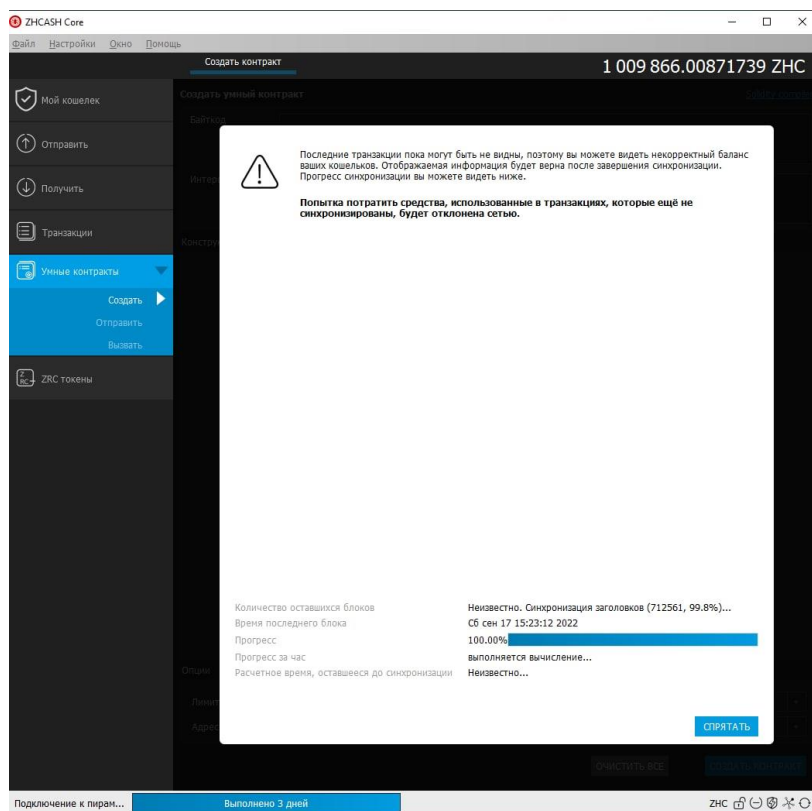 ZHCASH Core
Файл Настройки Окно Помощь
Создать контракт
1 009 866.00871739 ZHC
Мой кошелек
Отправить
Получить
Транзакции
Умные контракты
Создать
Отправить
Вызвать
ZRC токены
Создать умный контракт
Байткод
Последние транзакции пока могут быть не видны, поэтому вы можете видеть некорректный баланс
ваших кошельков. Отображаемая информация будет верна после завершения синхронизации.
Прогресс синхронизации вы можете видеть ниже.
Попытка потратить средства, использованные в транзакциях, которые ещё не
синхронизированы, будет отклонена сетью.
Количество оставшихся блоков Неизвестно. Синхронизация заголовков (712561, 99.8%)...
Время последнего блока Сб сен 17 15:23:12 2022
Прогресс 100.00%
Прогресс за час выполняется вычисление...
Расчетное время, оставшееся до синхронизации Неизвестно...
Опции
СПРЯТАТЬ
ОЧИСТИТЬ ВСЕ СОЗДАТЬ КОНТРАКТ
Подключение к пирам... Выполнено 3 дней ZHC